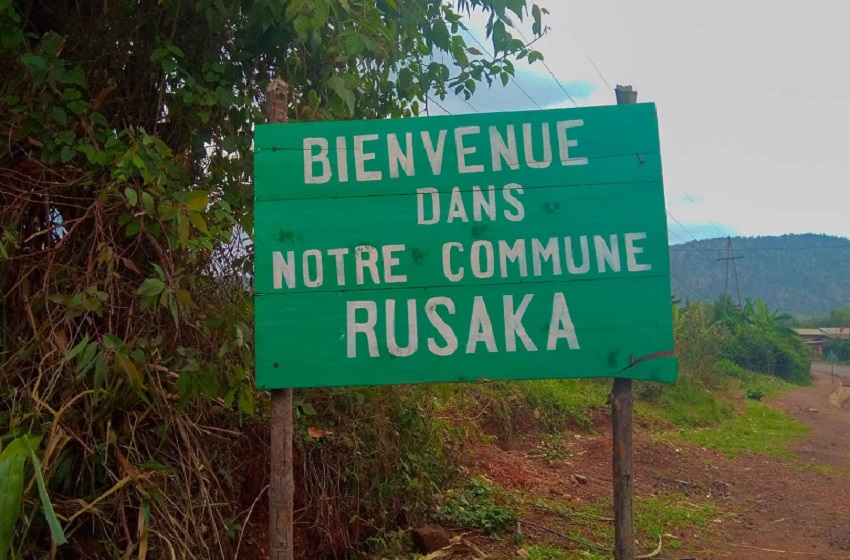 BIENVENUE
DANS
NOTRE COMMUNE
RUSAKA